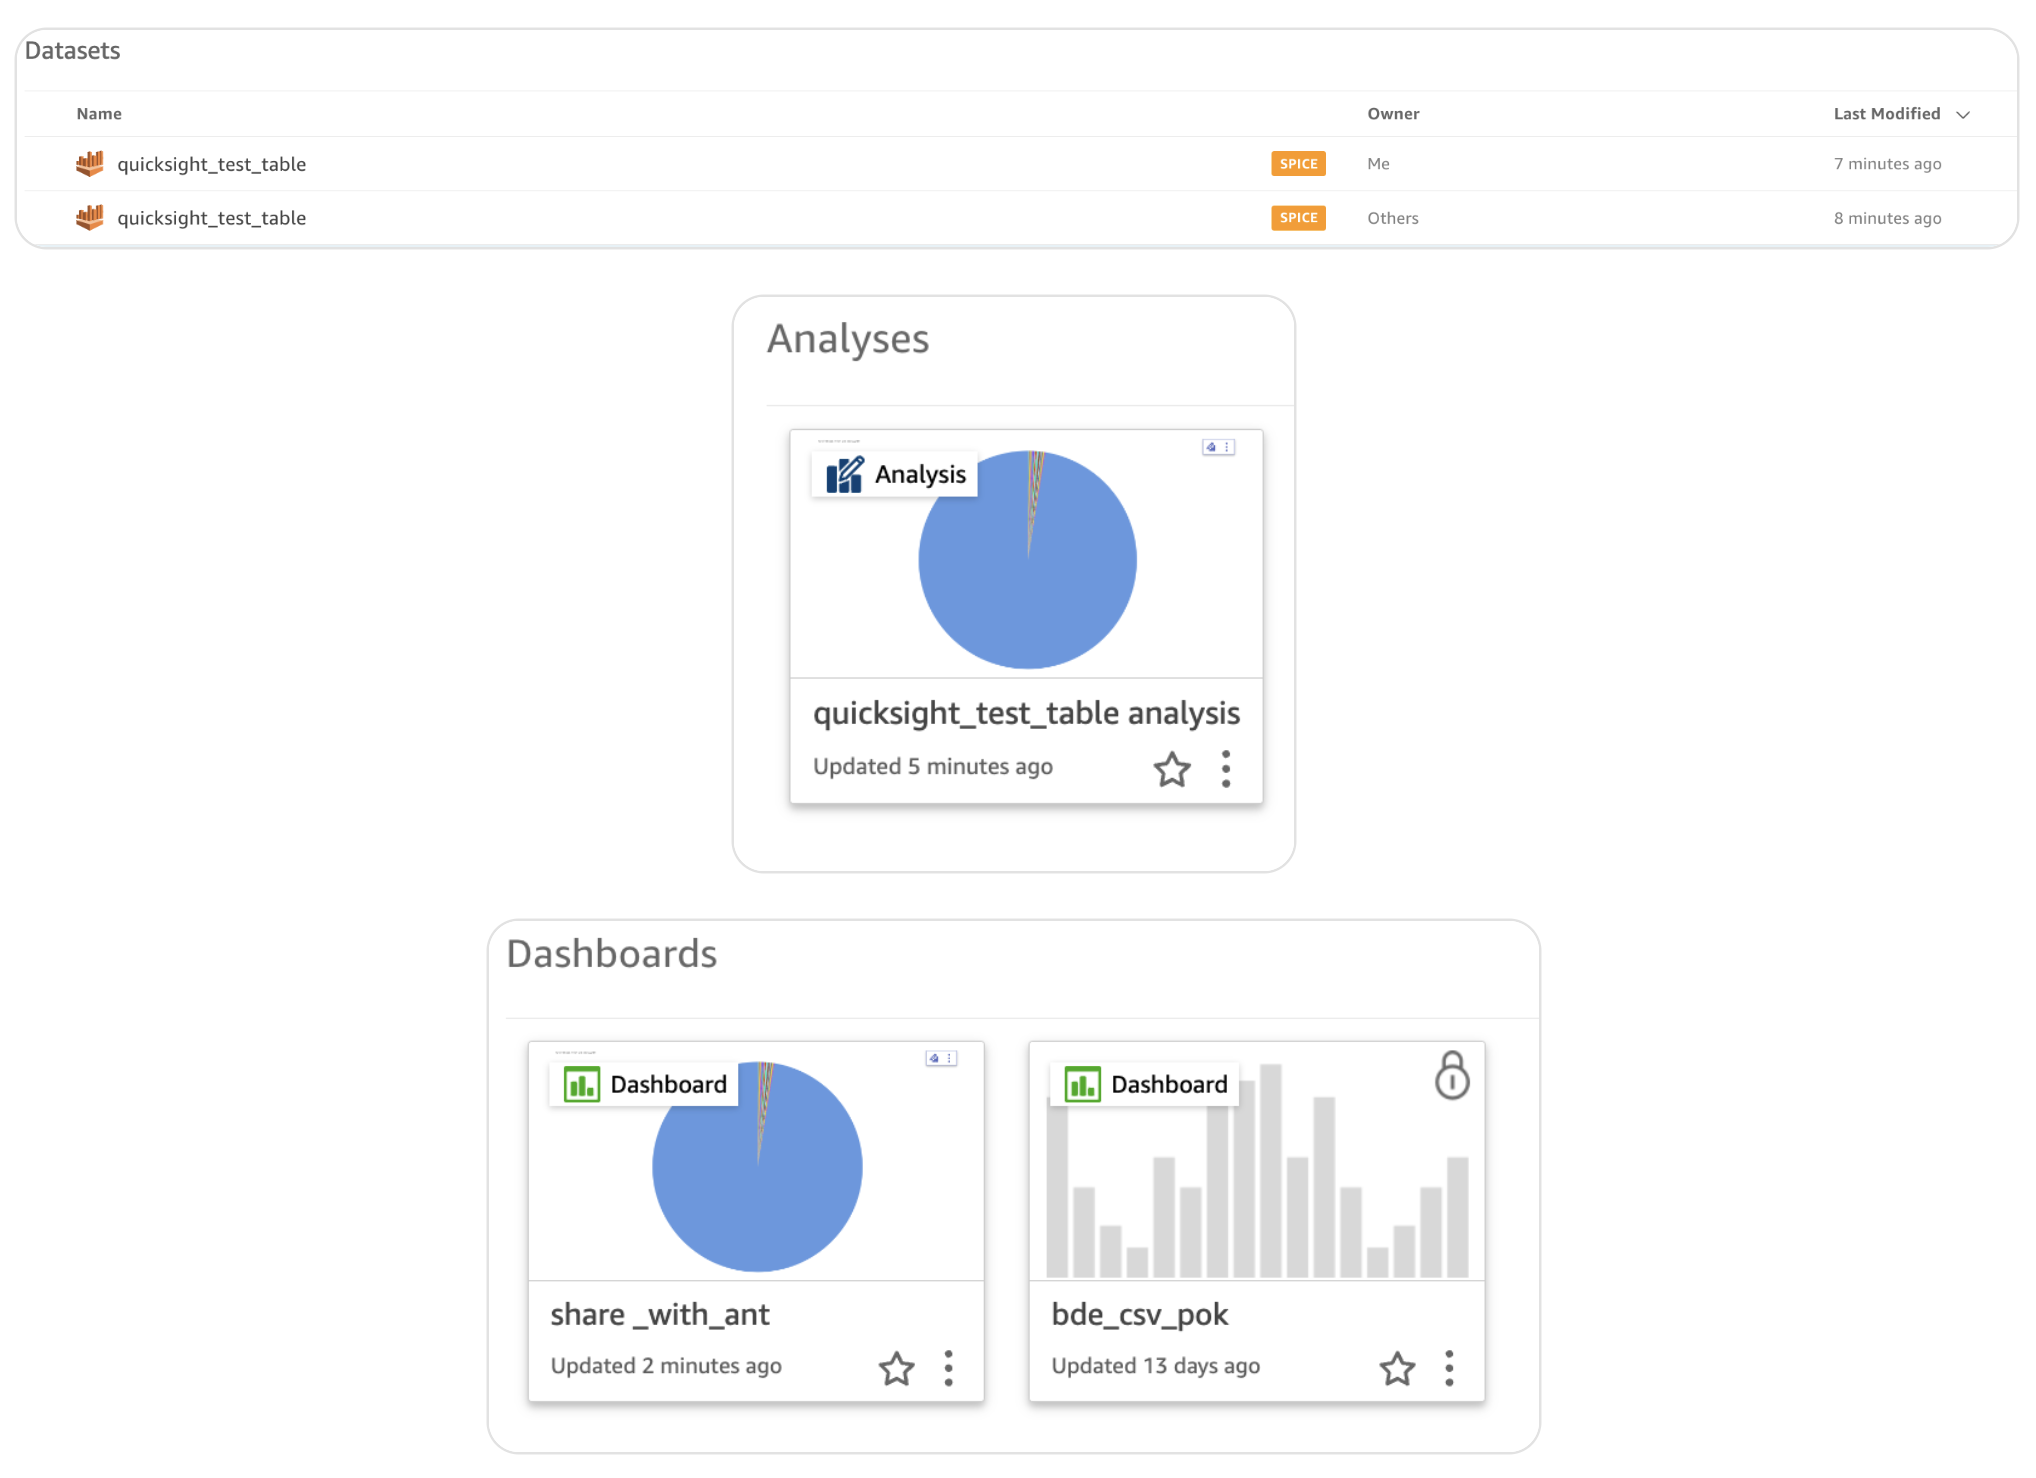 Datasets
Name Owner Last Modified
quicksight_test_table SPICE Me 7 minutes ago
quicksight_test_table SPICE Others 8 minutes ago
Analyses
Analysis
quicksight_test_table analysis
Updated 5 minutes ago
Dashboards
Dashboard
share _with_ant
Updated 2 minutes ago
Dashboard
bde_csv_pok
Updated 13 days ago